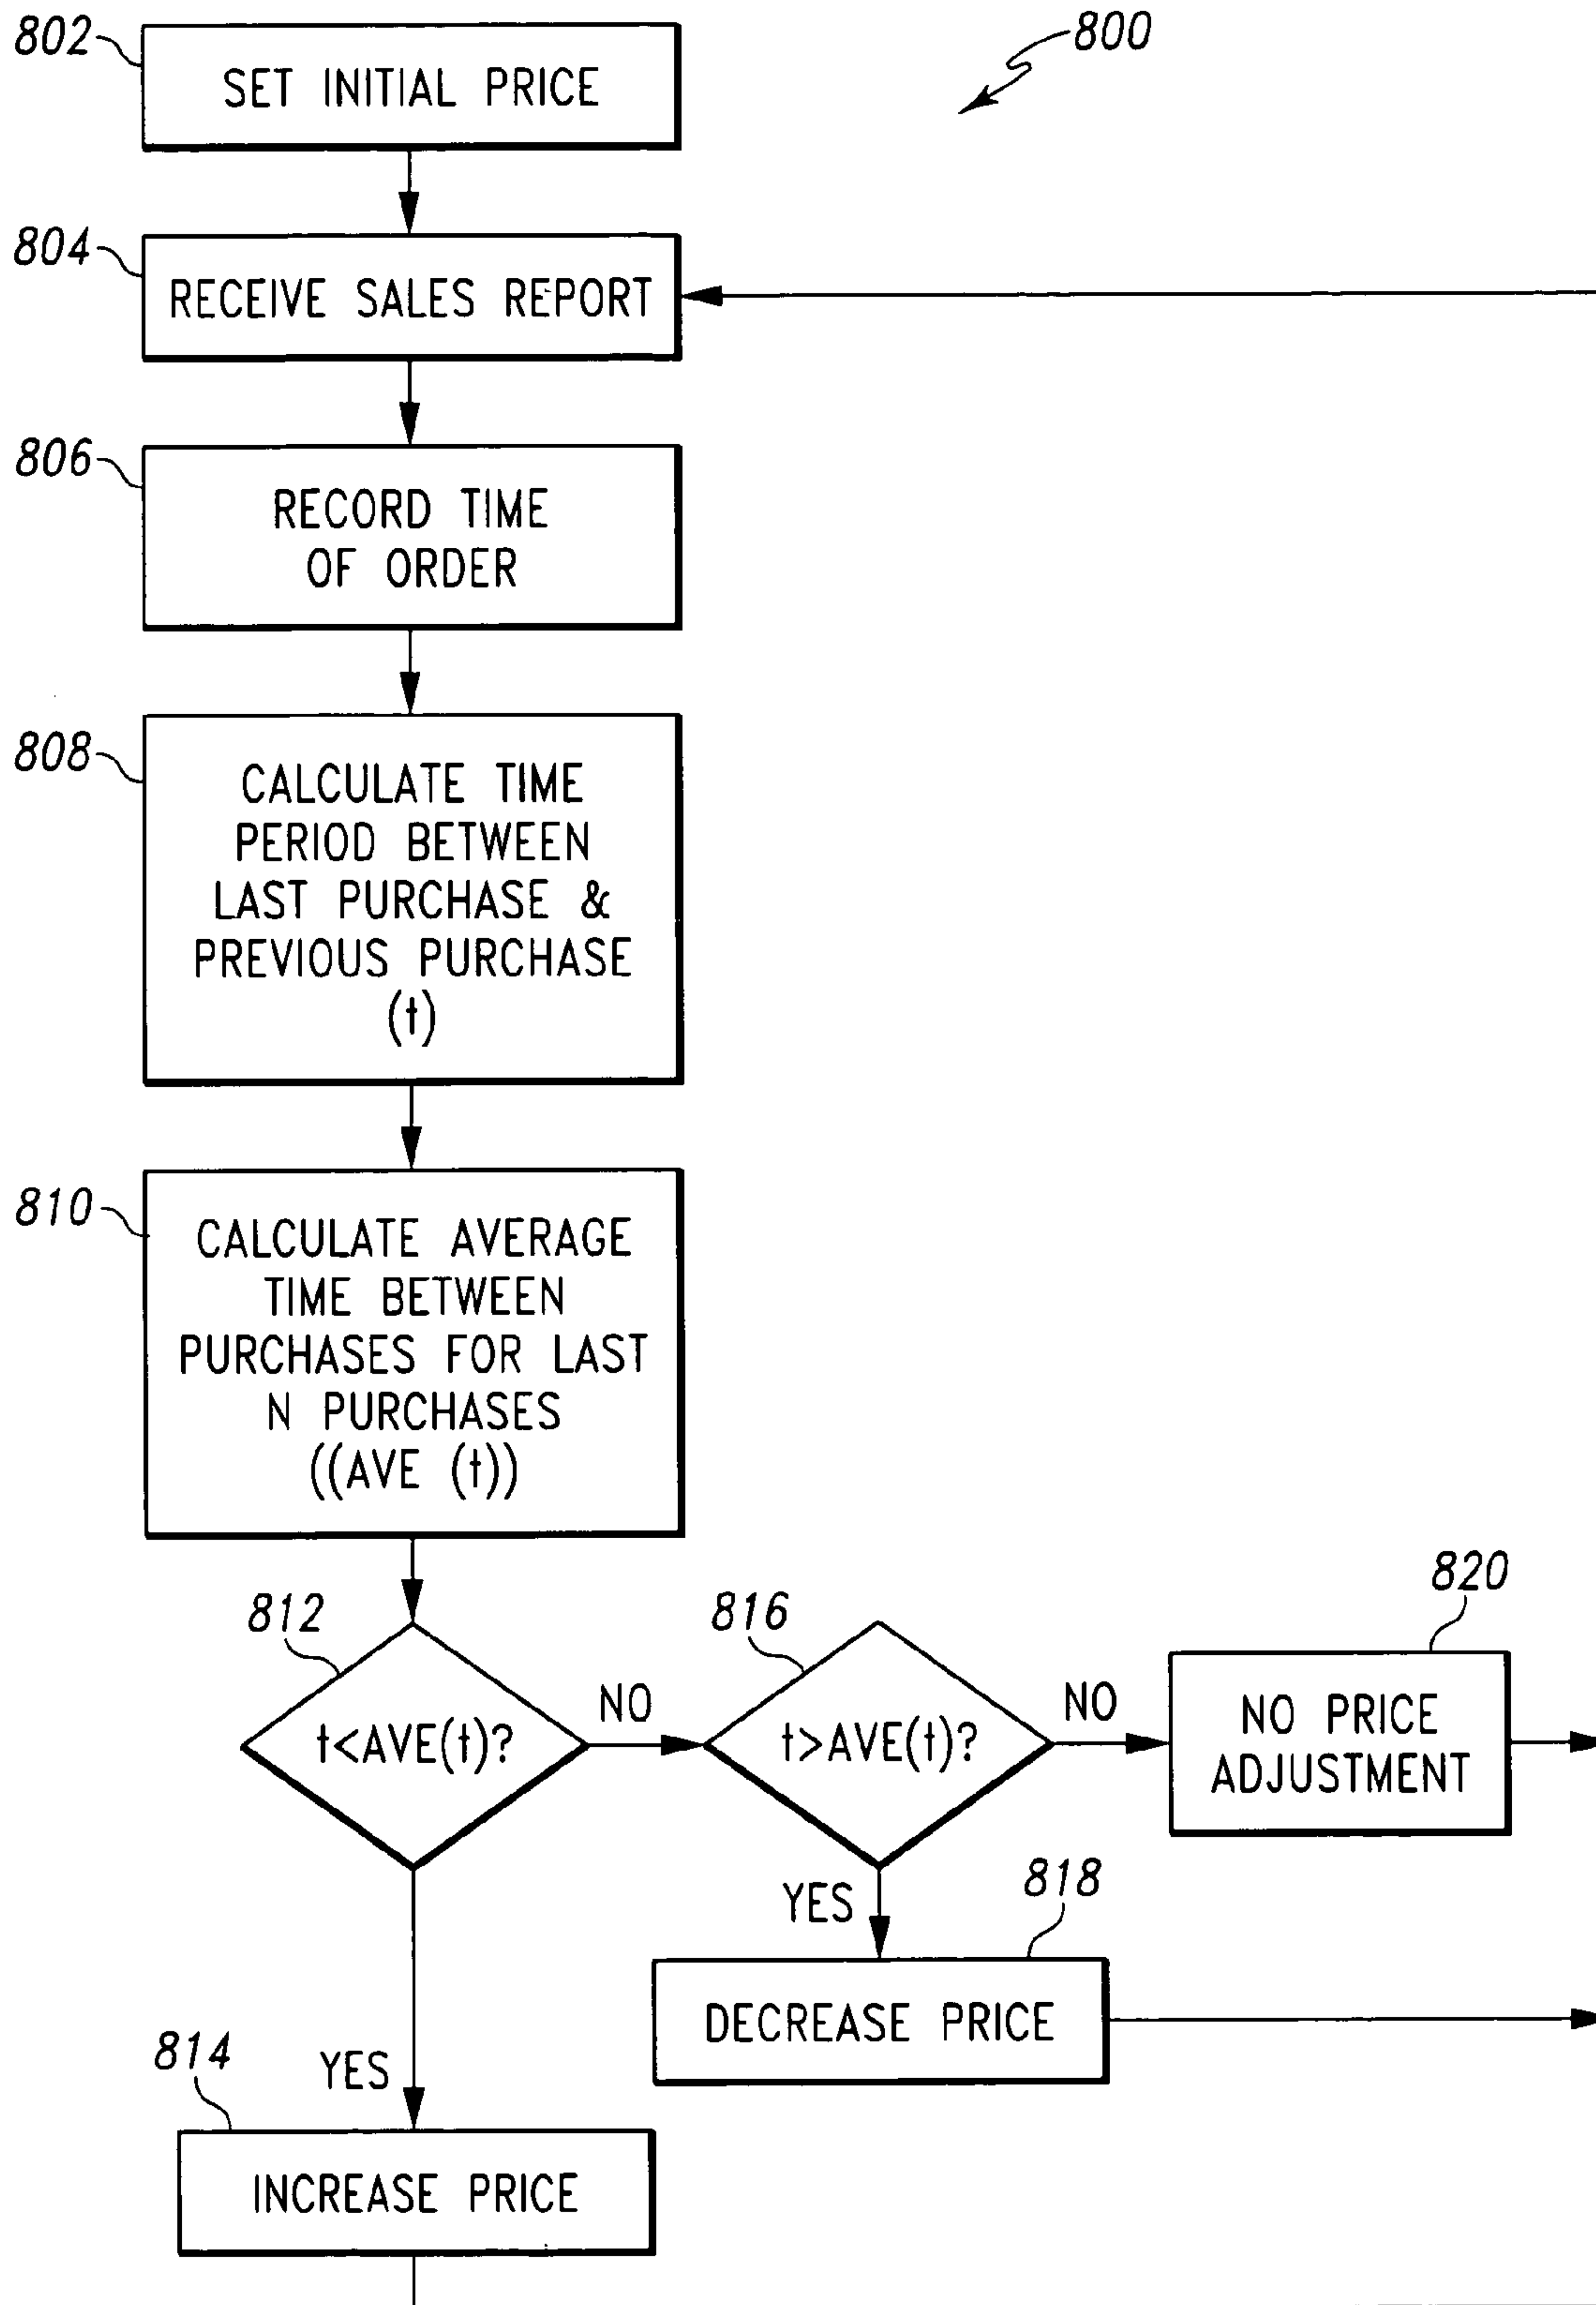 800
802
SET INITIAL PRICE
804
RECEIVE SALES REPORT
806
RECORD TIME
OF ORDER
808
CALCULATE TIME
PERIOD BETWEEN
LAST PURCHASE &
PREVIOUS PURCHASE
(t)
810
CALCULATE AVERAGE
TIME BETWEEN
PURCHASES FOR LAST
N PURCHASES
((AVE (t))
812
t<AVE(t)?
NO
816
t>AVE(t)?
NO
820
NO PRICE
ADJUSTMENT
YES
818
DECREASE PRICE
YES
814
INCREASE PRICE